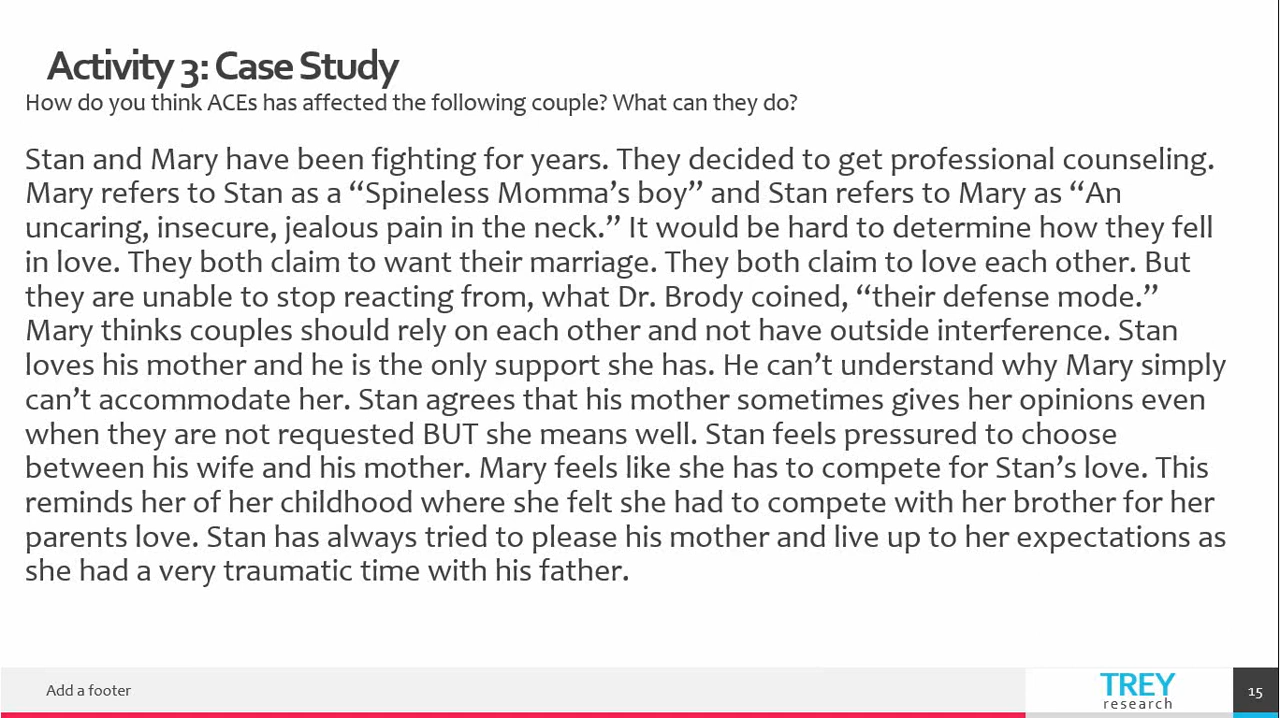 Activity 3: Case Study
How do you think ACEs has affected the following couple? What can they do?
Stan and Mary have been fighting for years. They decided to get professional counseling.
Mary refers to Stan as a “Spineless Momma’s boy” and Stan refers to Mary as “An
uncaring, insecure, jealous pain in the neck.” It would be hard to determine how they fell
in love. They both claim to want their marriage. They both claim to love each other. But
they are unable to stop reacting from, what Dr. Brody coined, “their defense mode.”
Mary thinks couples should rely on each other and not have outside interference. Stan
loves his mother and he is the only support she has. He can’t understand why Mary simply
can’t accommodate her. Stan agrees that his mother sometimes gives her opinions even
when they are not requested BUT she means well. Stan feels pressured to choose
between his wife and his mother. Mary feels like she has to compete for Stan’s love. This
reminds her of her childhood where she felt she had to compete with her brother for her
parents love. Stan has always tried to please his mother and live up to her expectations as
she had a very traumatic time with his father.
Add a footer
TREY
research
15